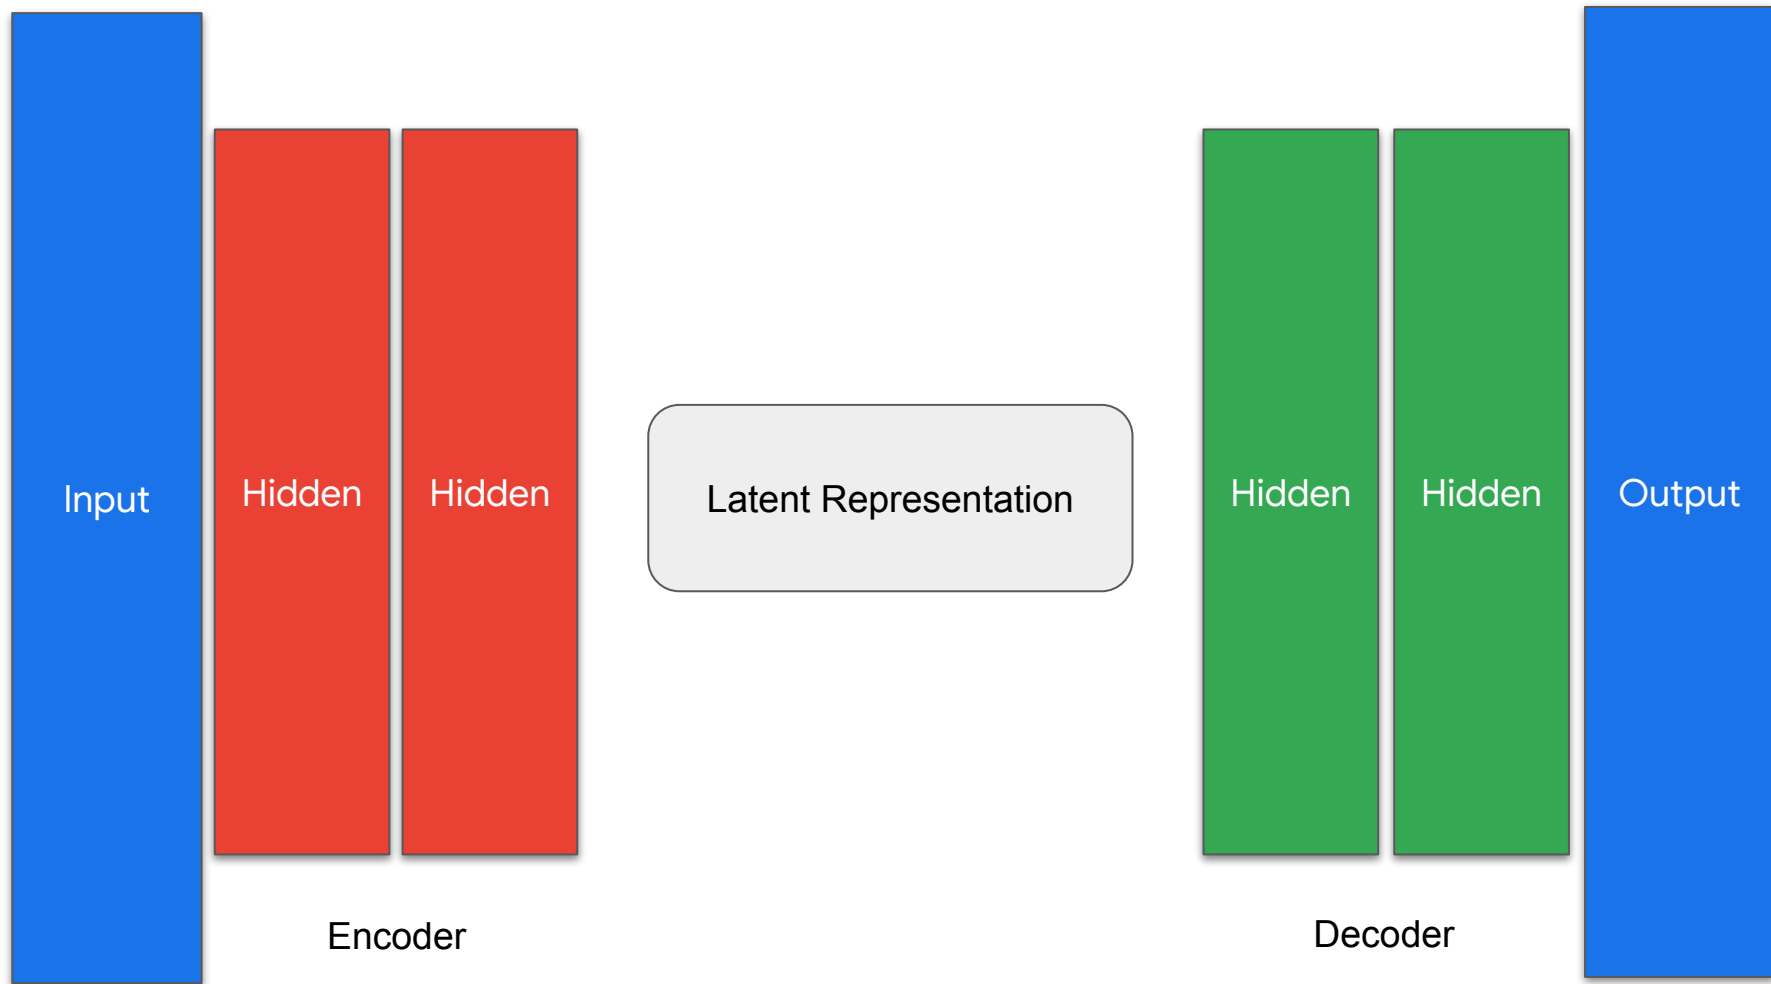 Input
Hidden
Hidden
Latent Representation
Hidden
Hidden
Output
Encoder
Decoder